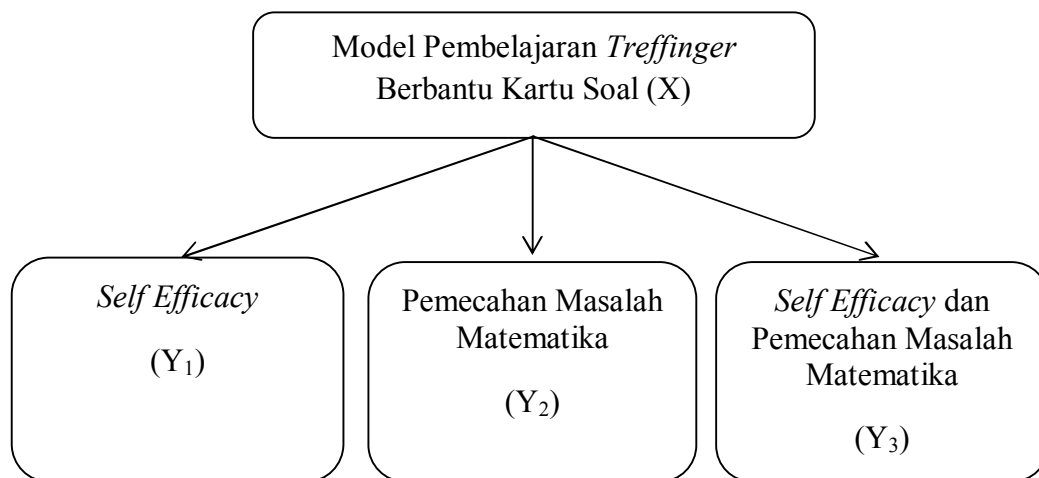 Model Pembelajaran Treffinger
Berbantu Kartu Soal (X)
Self Efficacy
(Y₁)
Pemecahan Masalah
Matematika
(Y₂)
Self Efficacy dan
Pemecahan Masalah
Matematika
(Y₃)